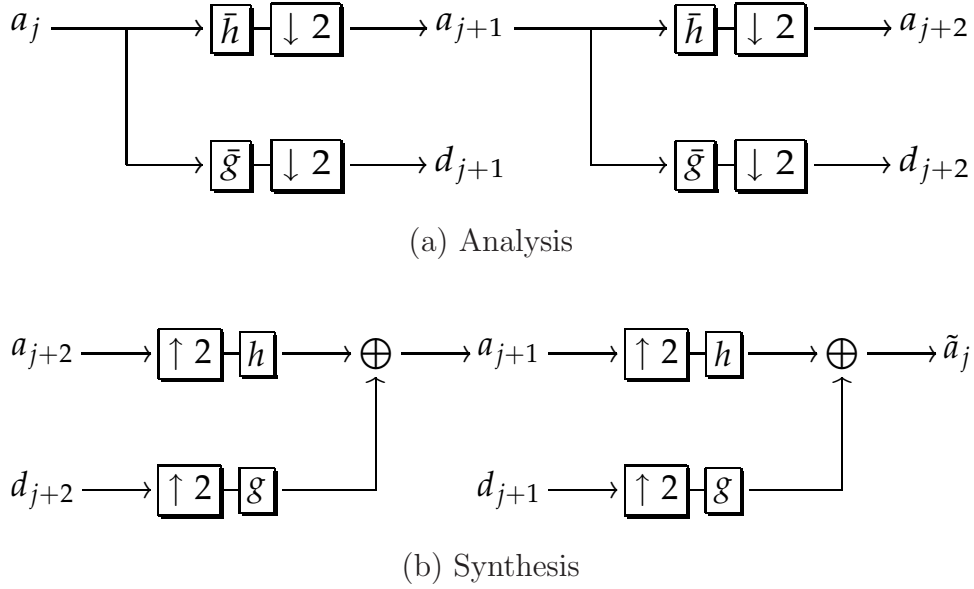 a_j h̄ ↓ 2 a_{j+1} h̄ ↓ 2 a_{j+2}
ḡ ↓ 2 d_{j+1} ḡ ↓ 2 d_{j+2}
(a) Analysis
a_{j+2} ↑ 2 h ⊕ a_{j+1} ↑ 2 h ⊕ ã_j
d_{j+2} ↑ 2 g d_{j+1} ↑ 2 g
(b) Synthesis